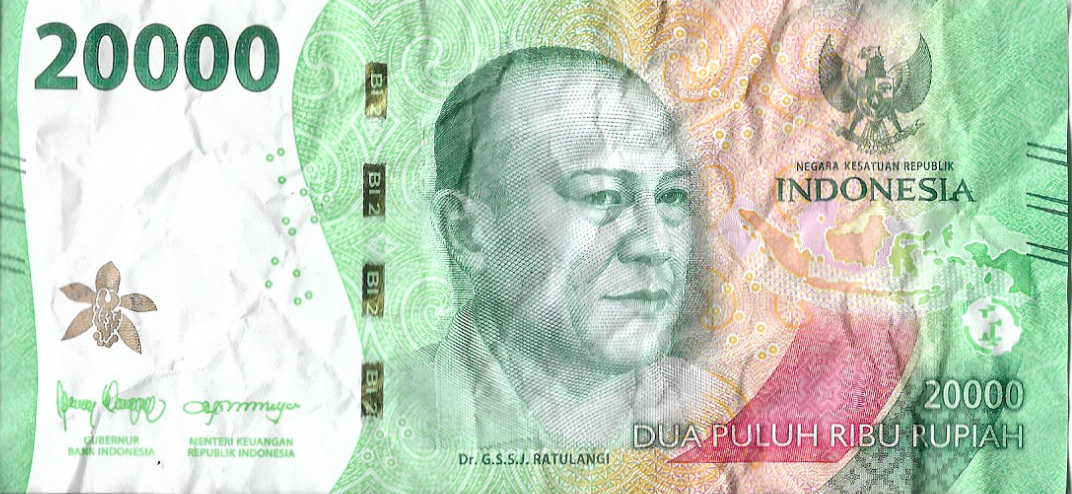 20000
BI 2
BI 2
BI 2
BI 2
NEGARA KESATUAN REPUBLIK
INDONESIA
GUBERNUR
BANK INDONESIA
MENTERI KEUANGAN
REPUBLIK INDONESIA
Dr. G.S.S.J. RATULANGI
20000
DUA PULUH RIBU RUPIAH